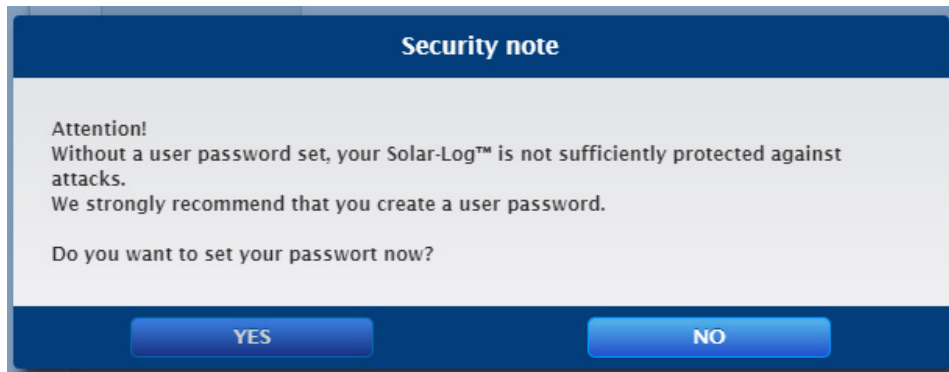 Security note
Attention!
Without a user password set, your Solar-Log™ is not sufficiently protected against
attacks.
We strongly recommend that you create a user password.
Do you want to set your passwort now?
YES NO